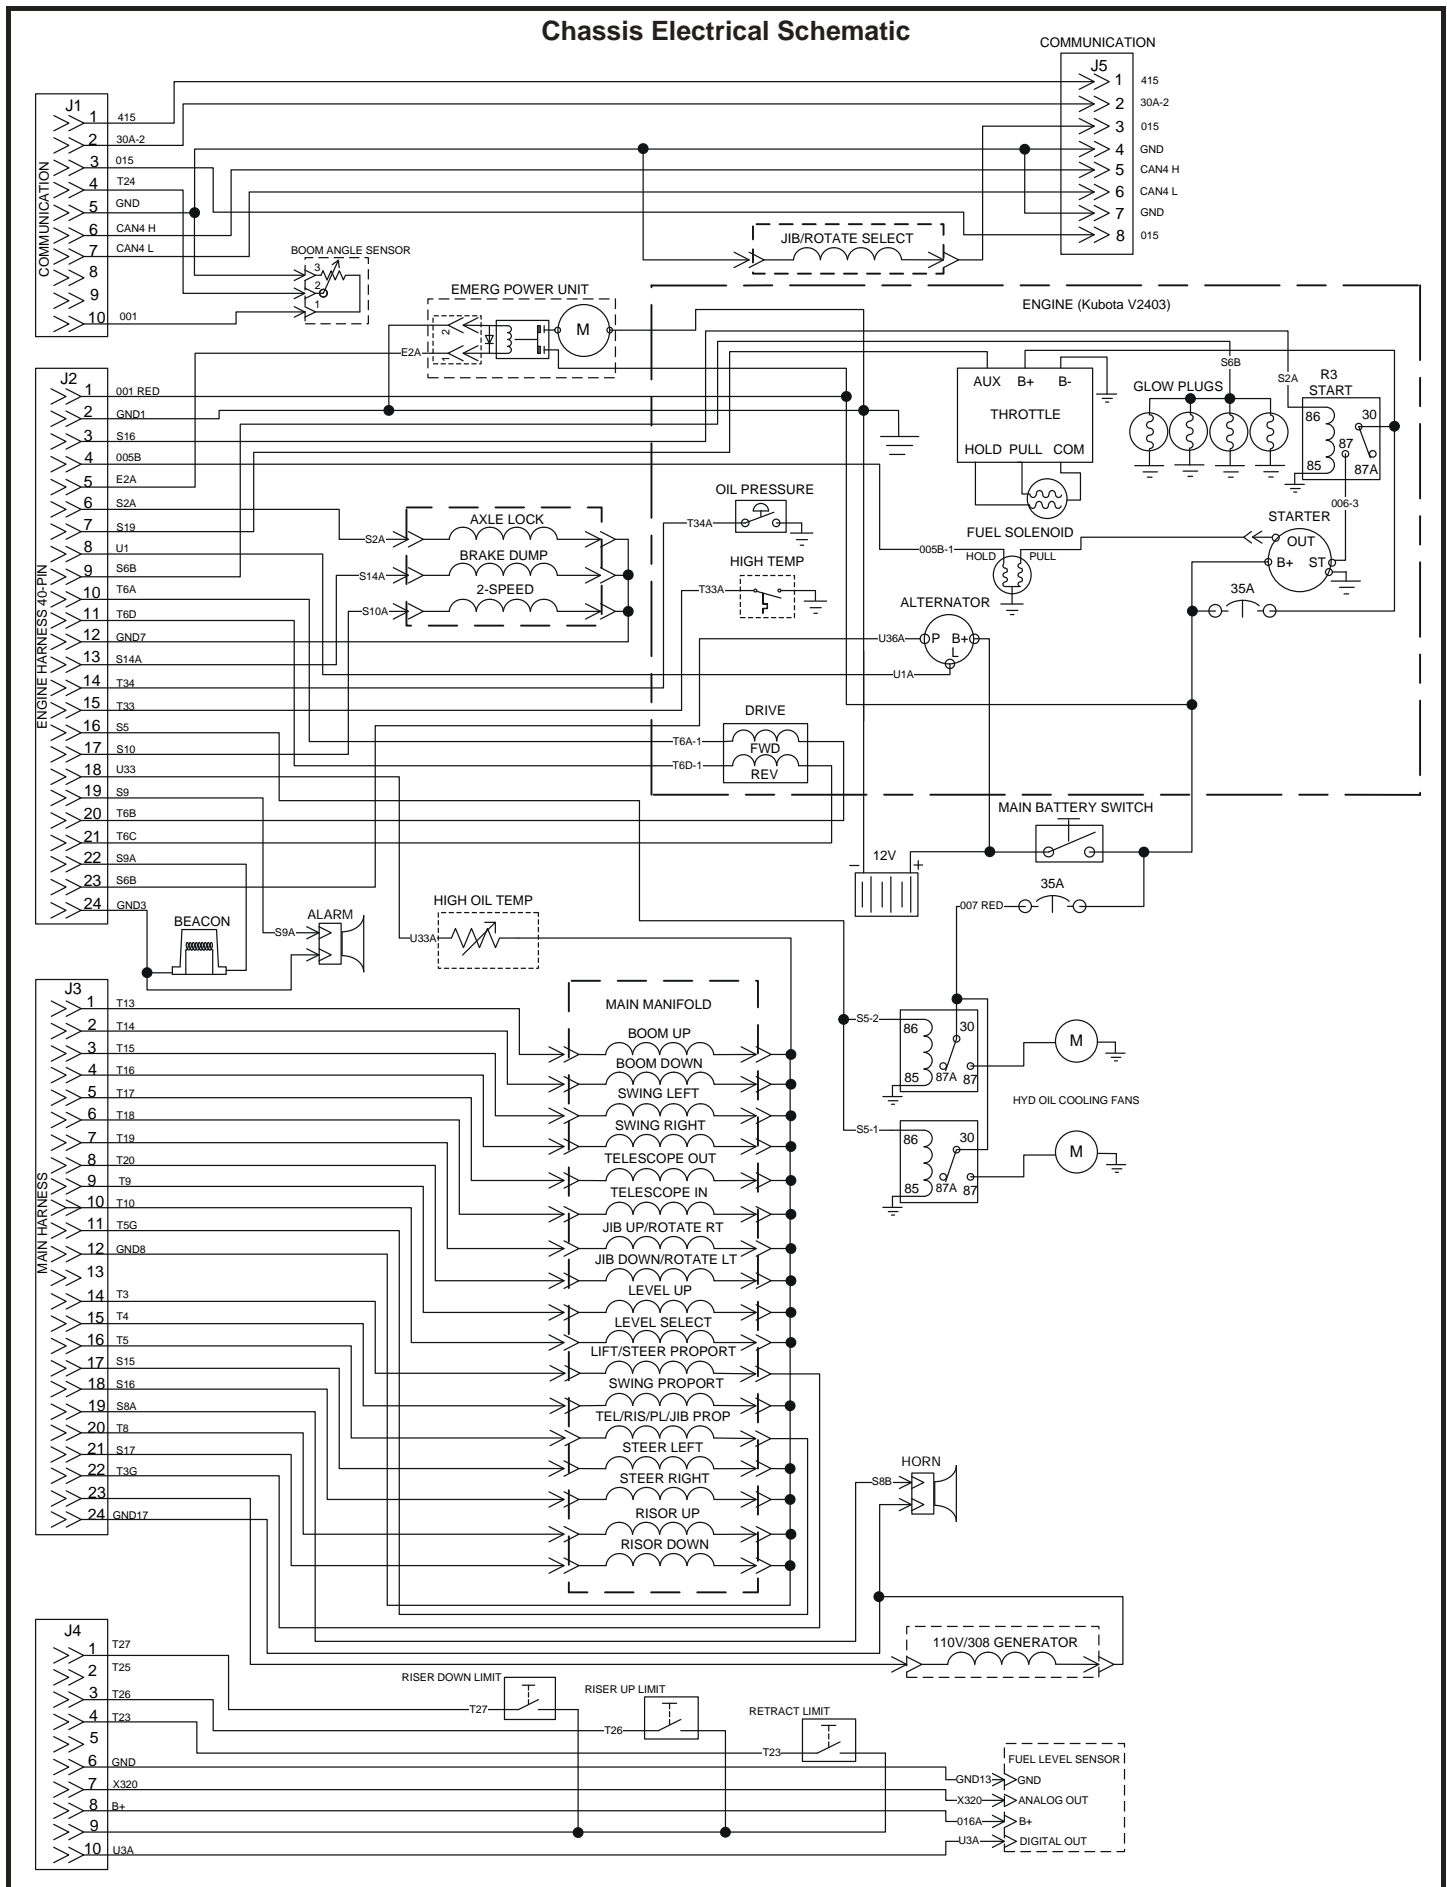 Chassis Electrical Schematic
COMMUNICATION
J5
1 415
2 30A-2
3 015
4 GND
5 CAN4 H
6 CAN4 L
7 GND
8 015
J1
COMMUNICATION
1 415
2 30A-2
3 015
4 T24
5 GND
6 CAN4 H
7 CAN4 L
8
9
10 001
BOOM ANGLE SENSOR
3
2
1
JIB/ROTATE SELECT
EMERG POWER UNIT
2
1
M
E2A
ENGINE (Kubota V2403)
AUX B+ B-
THROTTLE
HOLD PULL COM
S6B
GLOW PLUGS
S2A
R3
START
86 30
87
85 87A
006-3
FUEL SOLENOID
005B-1
HOLD PULL
STARTER
OUT
B+ ST
35A
OIL PRESSURE
T34A
HIGH TEMP
T33A
ALTERNATOR
U36A
P B+
L
U1A
DRIVE
T6A-1
FWD
T6D-1
REV
J2
ENGINE HARNESS 40-PIN
1 001 RED
2 GND1
3 S16
4 005B
5 E2A
6 S2A
7 S19
8 U1
9 S6B
10 T6A
11 T6D
12 GND7
13 S14A
14 T34
15 T33
16 S5
17 S10
18 U33
19 S9
20 T6B
21 T6C
22 S9A
23 S6B
24 GND3
AXLE LOCK
S2A
BRAKE DUMP
S14A
2-SPEED
S10A
MAIN BATTERY SWITCH
12V
- +
35A
007 RED
HIGH OIL TEMP
U33A
BEACON
ALARM
S9A
S5-2
86 30
85 87A 87
M
HYD OIL COOLING FANS
S5-1
86 30
85 87A 87
M
J3
MAIN HARNESS
1 T13
2 T14
3 T15
4 T16
5 T17
6 T18
7 T19
8 T20
9 T9
10 T10
11 T5G
12 GND8
13
14 T3
15 T4
16 T5
17 S15
18 S16
19 S8A
20 T8
21 S17
22 T3G
23
24 GND17
MAIN MANIFOLD
BOOM UP
BOOM DOWN
SWING LEFT
SWING RIGHT
TELESCOPE OUT
TELESCOPE IN
JIB UP/ROTATE RT
JIB DOWN/ROTATE LT
LEVEL UP
LEVEL SELECT
LIFT/STEER PROPORT
SWING PROPORT
TEL/RIS/PL/JIB PROP
STEER LEFT
STEER RIGHT
RISOR UP
RISOR DOWN
HORN
S8B
110V/308 GENERATOR
J4
1 T27
2 T25
3 T26
4 T23
5
6 GND
7 X320
8 B+
9
10 U3A
RISER DOWN LIMIT
T27
RISER UP LIMIT
T26
RETRACT LIMIT
T23
FUEL LEVEL SENSOR
GND13 GND
X320 ANALOG OUT
016A B+
U3A DIGITAL OUT